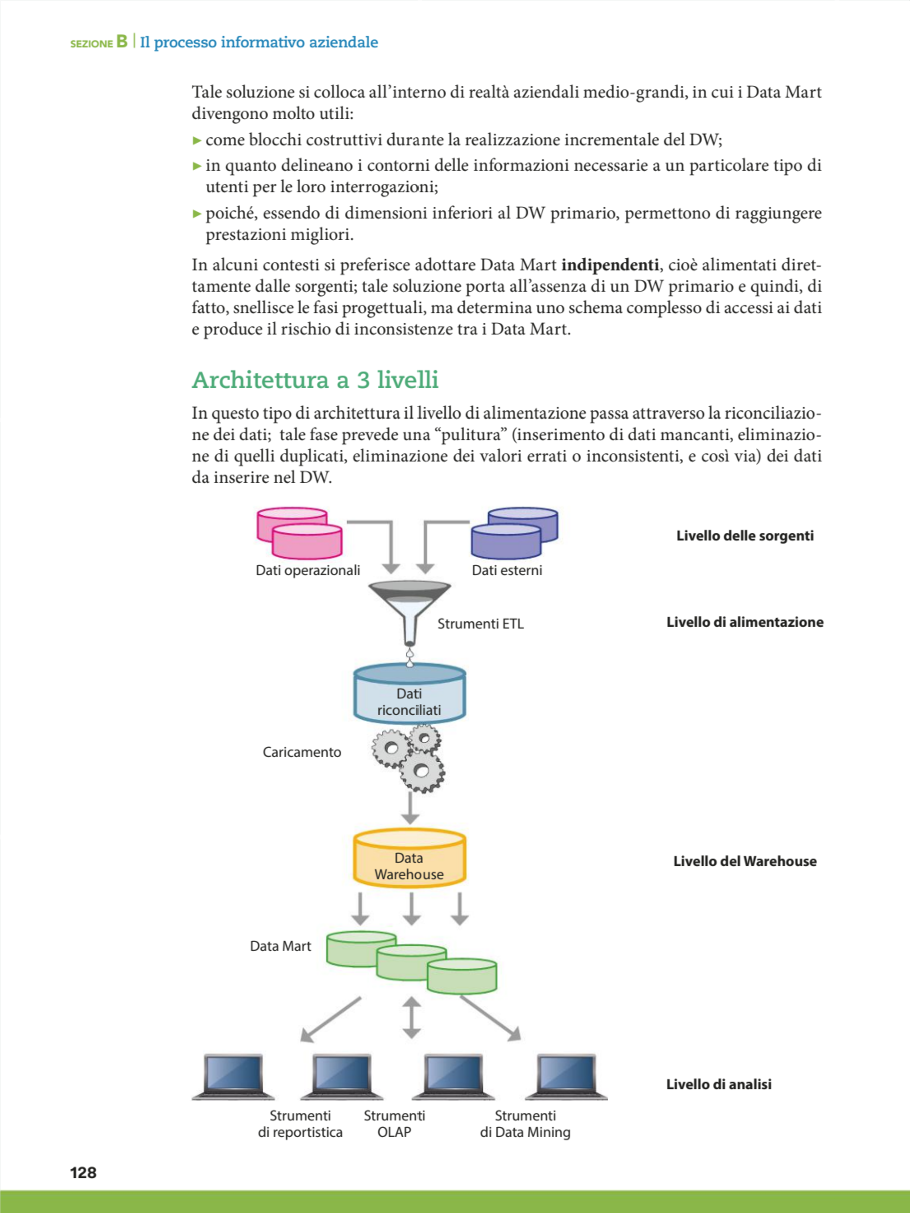 SEZIONE B | Il processo informativo aziendale
Tale soluzione si colloca all’interno di realtà aziendali medio-grandi, in cui i Data Mart
divengono molto utili:
▶ come blocchi costruttivi durante la realizzazione incrementale del DW;
▶ in quanto delineano i contorni delle informazioni necessarie a un particolare tipo di
utenti per le loro interrogazioni;
▶ poiché, essendo di dimensioni inferiori al DW primario, permettono di raggiungere
prestazioni migliori.
In alcuni contesti si preferisce adottare Data Mart indipendenti, cioè alimentati diret-
tamente dalle sorgenti; tale soluzione porta all’assenza di un DW primario e quindi, di
fatto, snellisce le fasi progettuali, ma determina uno schema complesso di accessi ai dati
e produce il rischio di inconsistenze tra i Data Mart.
Architettura a 3 livelli
In questo tipo di architettura il livello di alimentazione passa attraverso la riconciliazio-
ne dei dati; tale fase prevede una “pulitura” (inserimento di dati mancanti, eliminazio-
ne di quelli duplicati, eliminazione dei valori errati o inconsistenti, e così via) dei dati
da inserire nel DW.
Livello delle sorgenti
Dati operazionali
Dati esterni
Strumenti ETL
Livello di alimentazione
Dati
riconciliati
Caricamento
Data
Warehouse
Livello del Warehouse
Data Mart
Livello di analisi
Strumenti
di reportistica
Strumenti
OLAP
Strumenti
di Data Mining
128